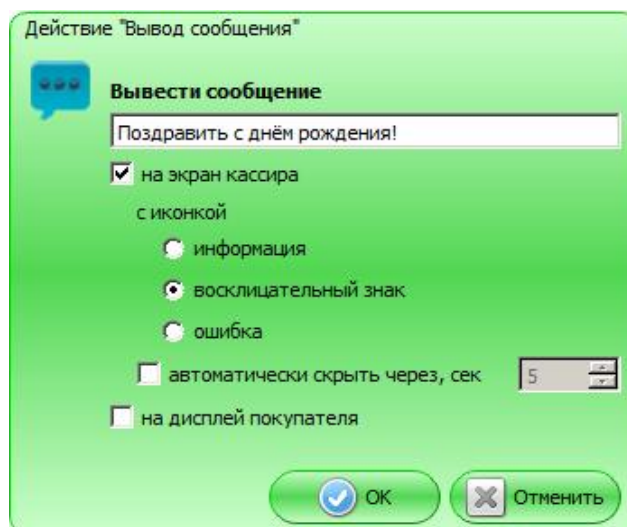 Действие "Вывод сообщения"
Вывести сообщение
Поздравить с днём рождения!
на экран кассира
с иконкой
информация
восклицательный знак
ошибка
автоматически скрыть через, сек 5
на дисплей покупателя
ОК Отменить